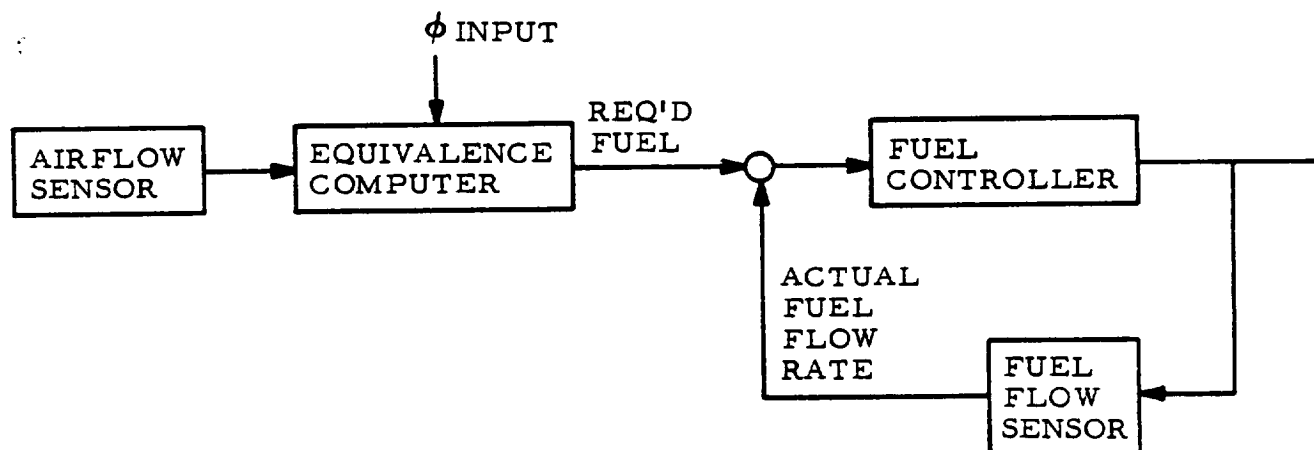 ϕ INPUT
REQ'D
FUEL
AIRFLOW
SENSOR
EQUIVALENCE
COMPUTER
FUEL
CONTROLLER
ACTUAL
FUEL
FLOW
RATE
FUEL
FLOW
SENSOR